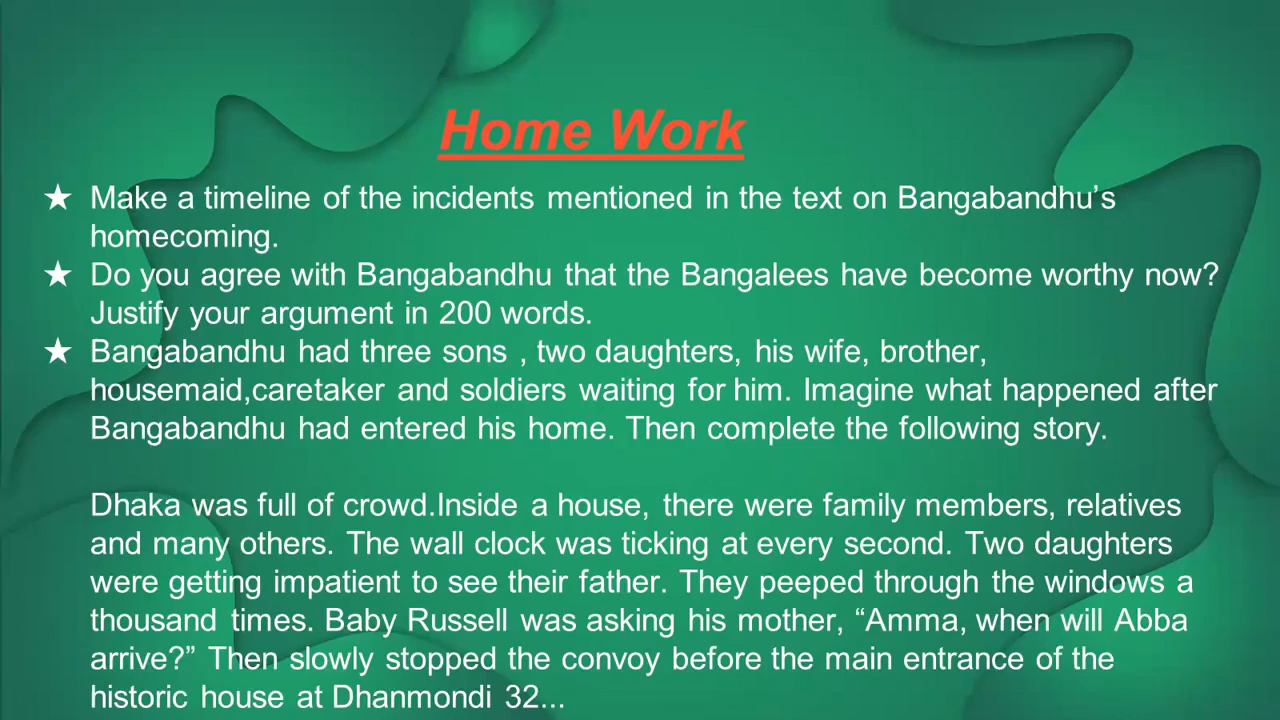 Home Work
★ Make a timeline of the incidents mentioned in the text on Bangabandhu’s
homecoming.
★ Do you agree with Bangabandhu that the Bangalees have become worthy now?
Justify your argument in 200 words.
★ Bangabandhu had three sons , two daughters, his wife, brother,
housemaid,caretaker and soldiers waiting for him. Imagine what happened after
Bangabandhu had entered his home. Then complete the following story.
Dhaka was full of crowd.Inside a house, there were family members, relatives
and many others. The wall clock was ticking at every second. Two daughters
were getting impatient to see their father. They peeped through the windows a
thousand times. Baby Russell was asking his mother, “Amma, when will Abba
arrive?” Then slowly stopped the convoy before the main entrance of the
historic house at Dhanmondi 32...